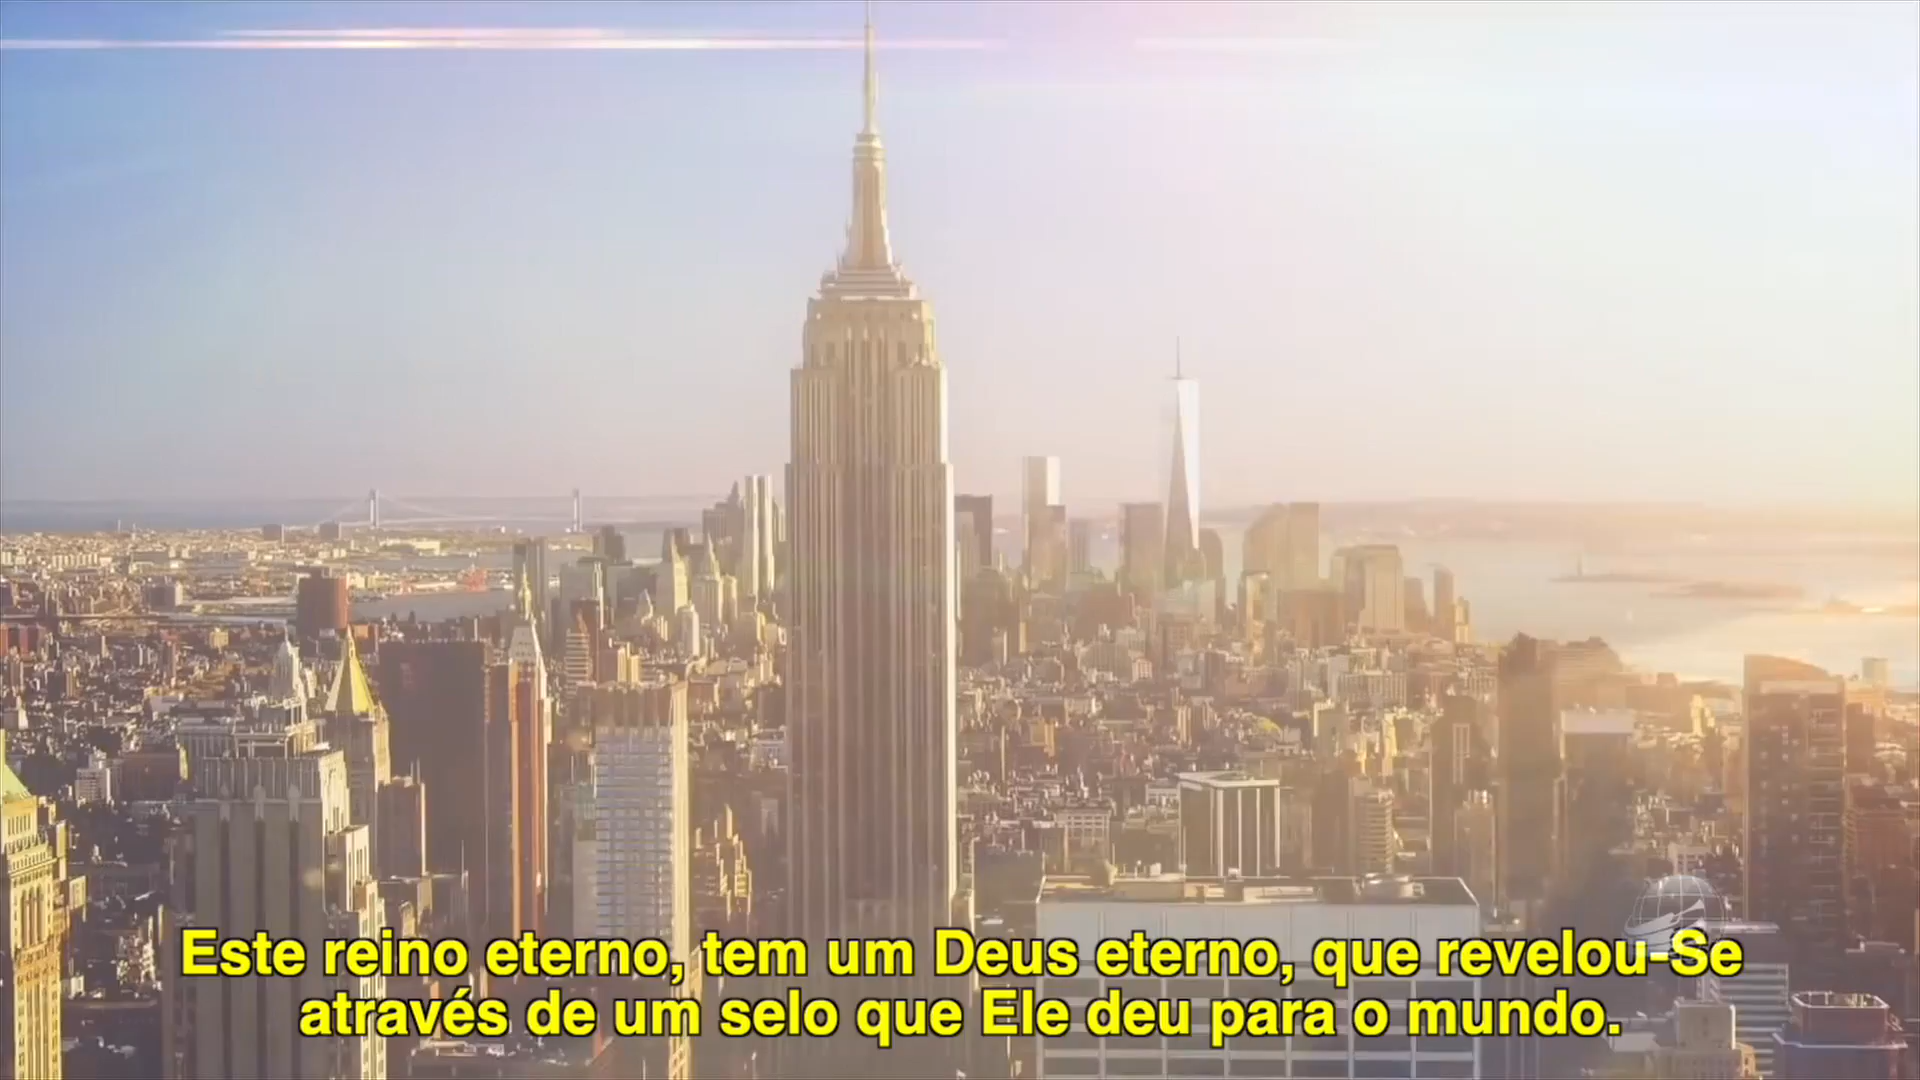 Este reino eterno, tem um Deus eterno, que revelou-Se
através de um selo que Ele deu para o mundo.